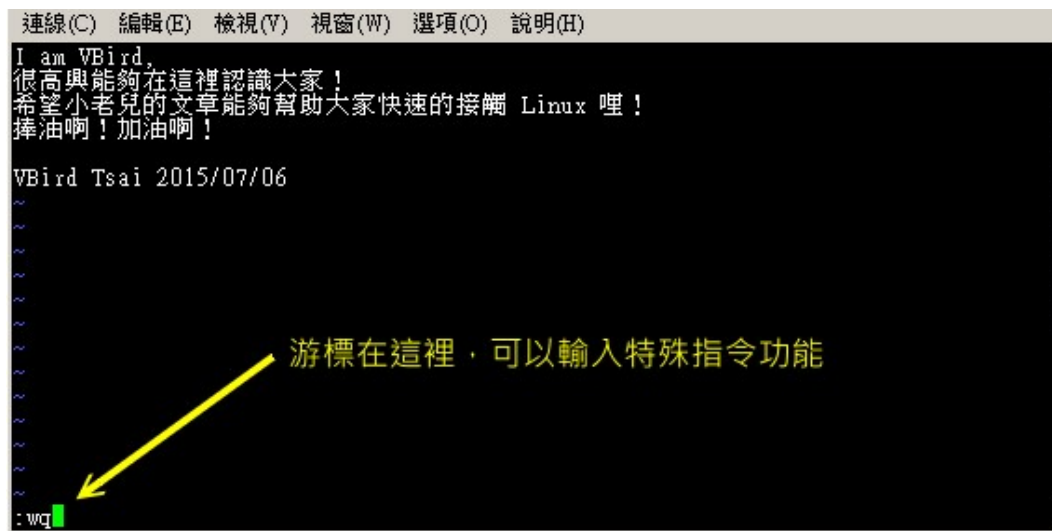 連線(C) 編輯(E) 檢視(V) 視窗(W) 選項(O) 說明(H)
I am VBird,
很高興能夠在這裡認識大家！
希望小老兒的文章能夠幫助大家快速的接觸 Linux 哩！
捧油啊！加油啊！
VBird Tsai 2015/07/06
~
~
~
~
~
~
游標在這裡，可以輸入特殊指令功能
~
~
~
~
~
~
~
:wq